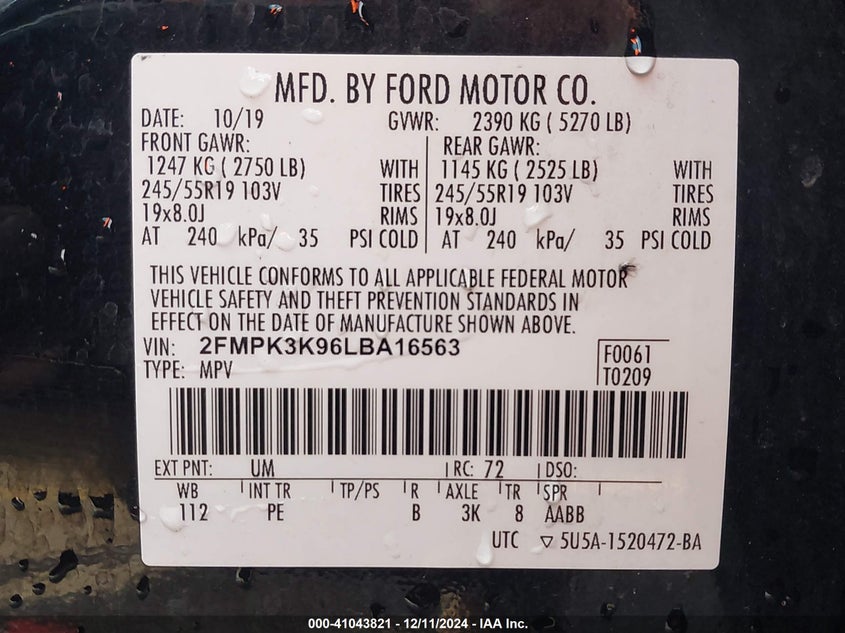 MFD. BY FORD MOTOR CO.
DATE: 10/19 GVWR: 2390 KG ( 5270 LB)
FRONT GAWR: REAR GAWR:
1247 KG ( 2750 LB) WITH 1145 KG ( 2525 LB) WITH
245/55R19 103V TIRES 245/55R19 103V TIRES
19x8.0J RIMS 19x8.0J RIMS
AT 240 kPa/ 35 PSI COLD AT 240 kPa/ 35 PSI COLD
THIS VEHICLE CONFORMS TO ALL APPLICABLE FEDERAL MOTOR
VEHICLE SAFETY AND THEFT PREVENTION STANDARDS IN
EFFECT ON THE DATE OF MANUFACTURE SHOWN ABOVE.
VIN: 2FMPK3K96LBA16563 F0061
TYPE: MPV T0209
EXT PNT: UM RC: 72 DSO:
WB INT TR TP/PS R AXLE TR SPR
112 PE B 3K 8 AABB
UTC ▽ 5U5A-1520472-BA
000-41043821 - 12/11/2024 - IAA Inc.